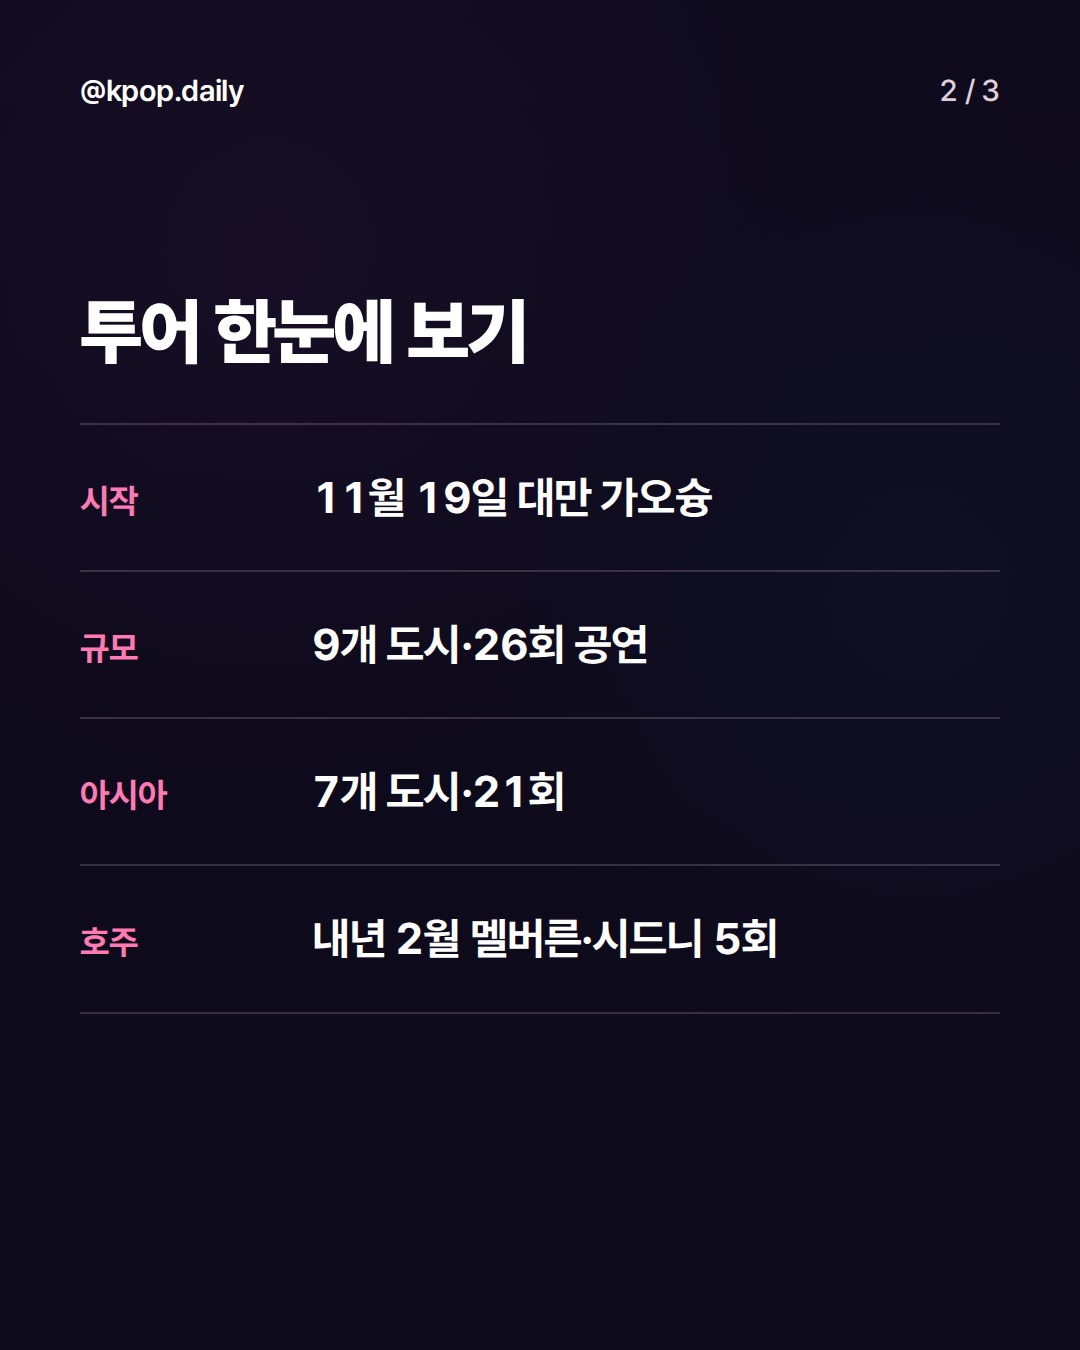 @kpop.daily
2 / 3
투어 한눈에 보기
시작 11월 19일 대만 가오슝
규모 9개 도시·26회 공연
아시아 7개 도시·21회
호주 내년 2월 멜버른·시드니 5회